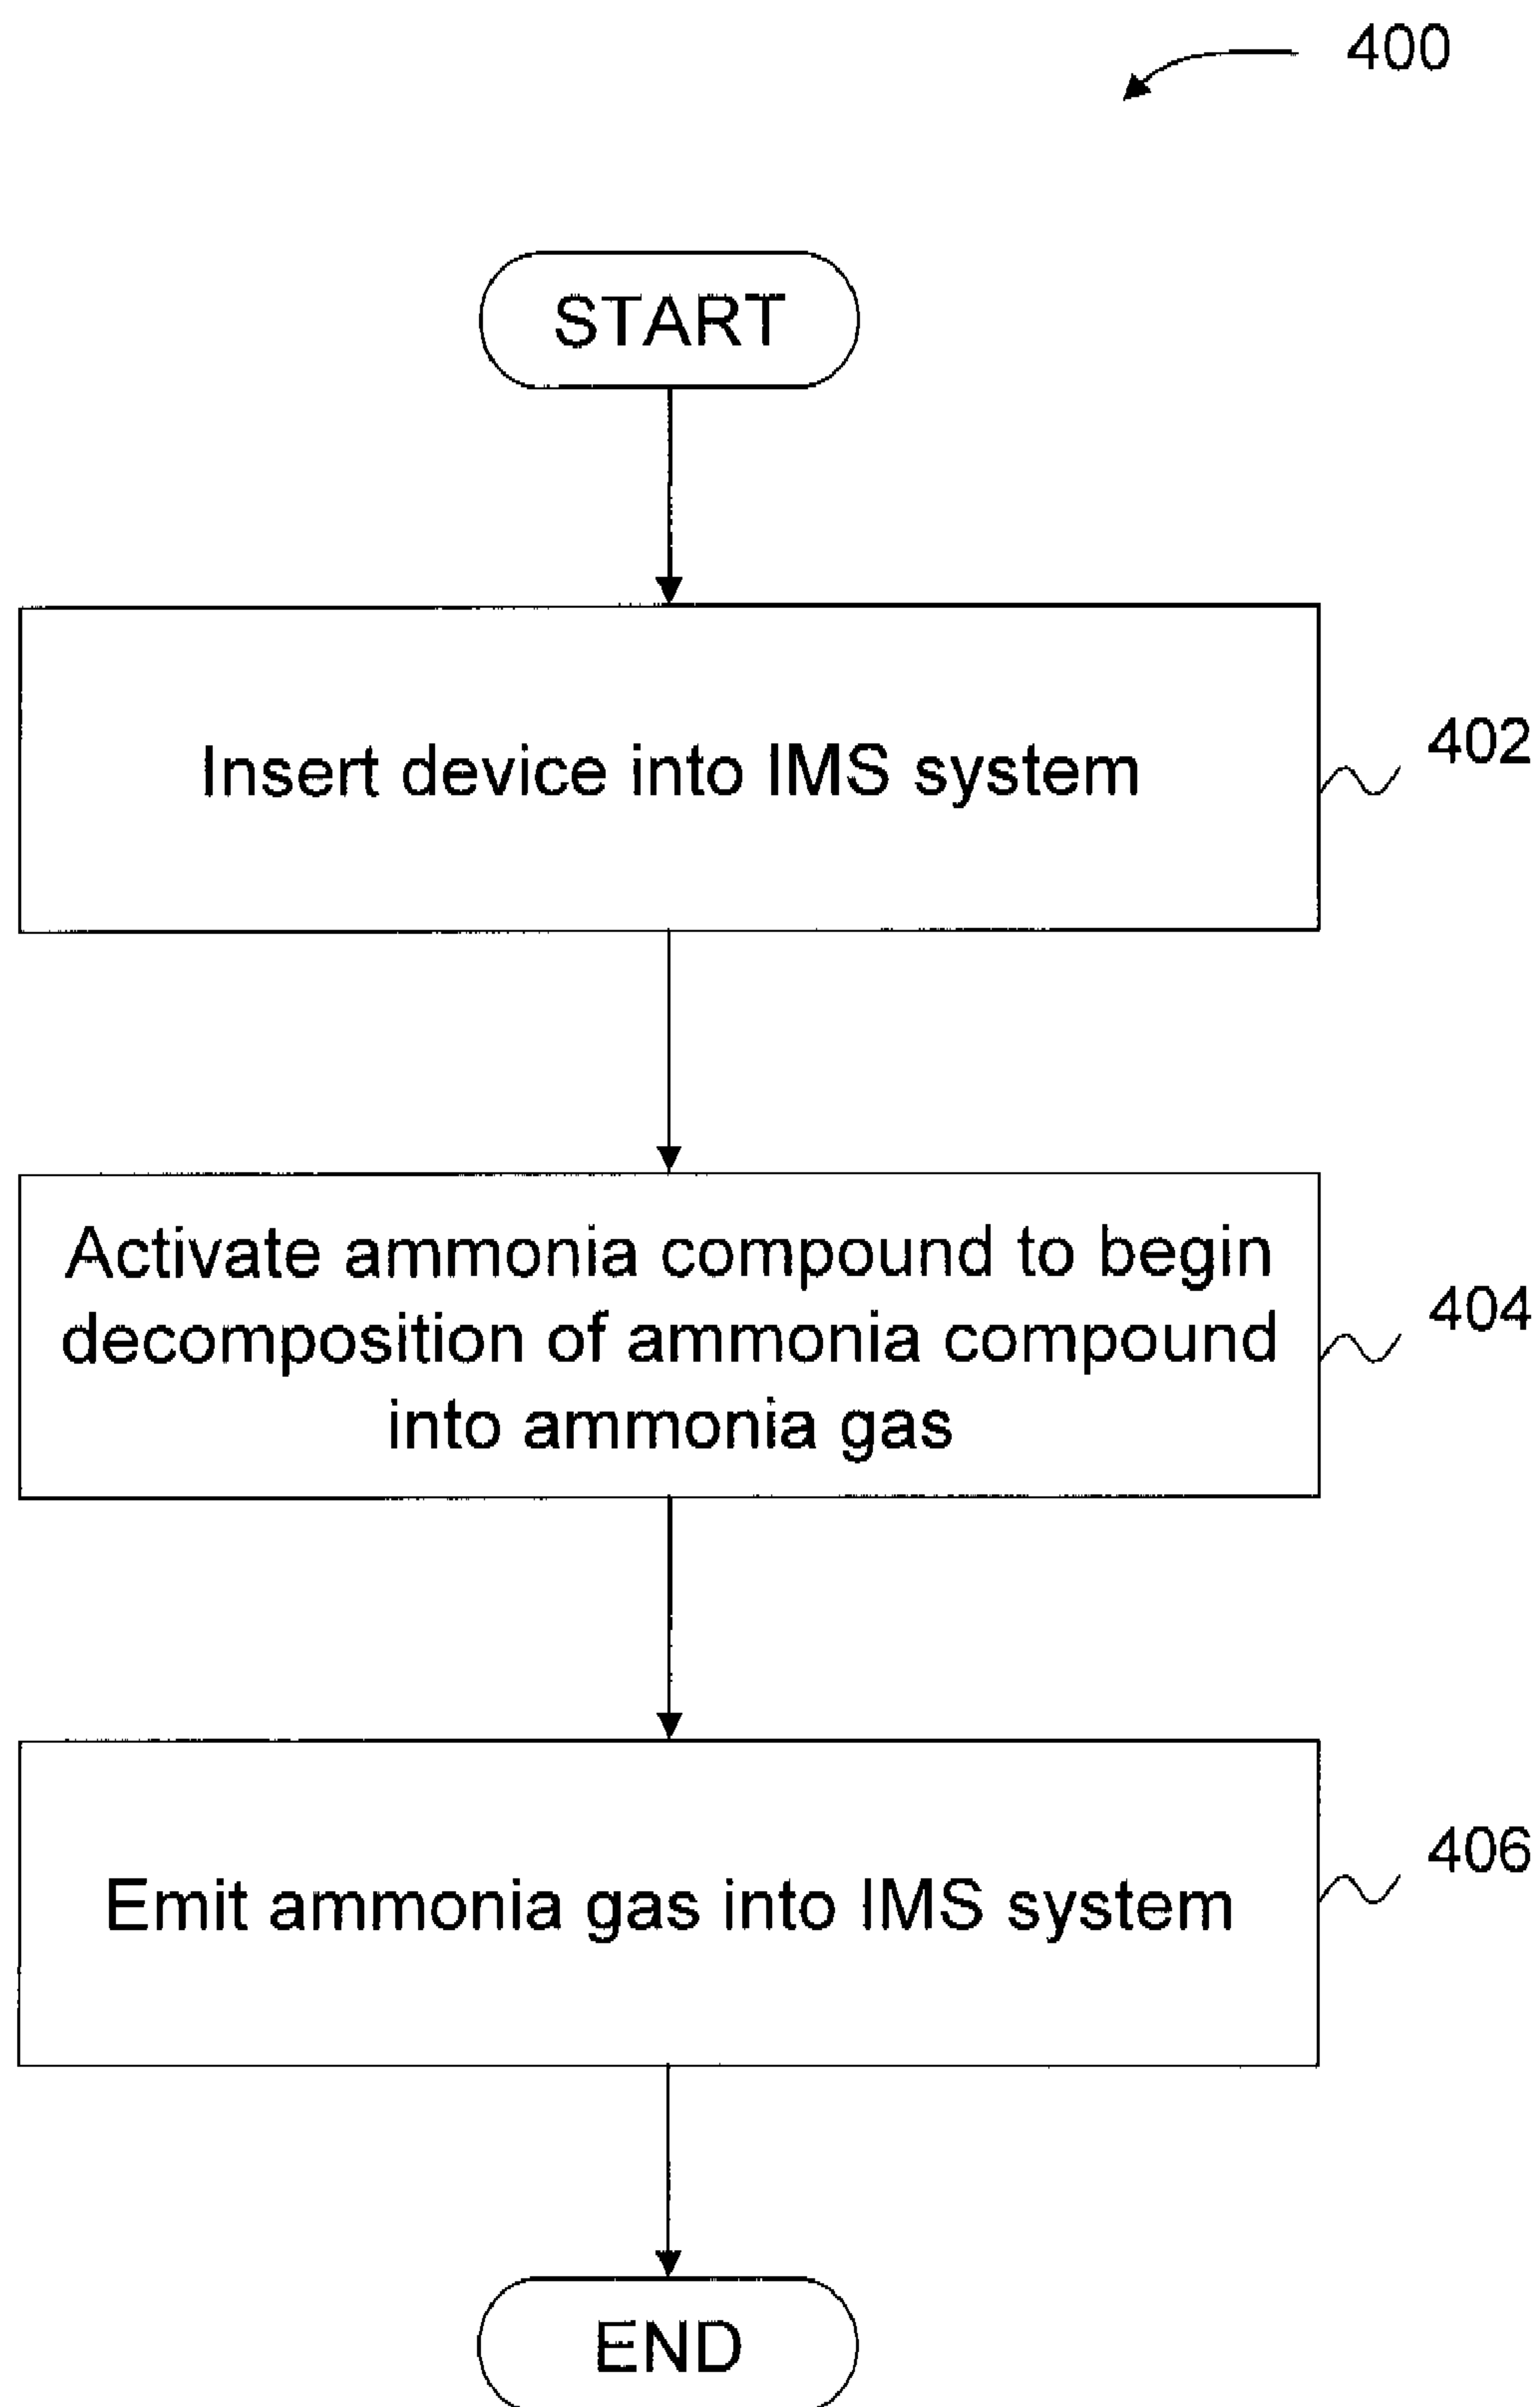 400
START
Insert device into IMS system
402
Activate ammonia compound to begin
decomposition of ammonia compound
into ammonia gas
404
Emit ammonia gas into IMS system
406
END